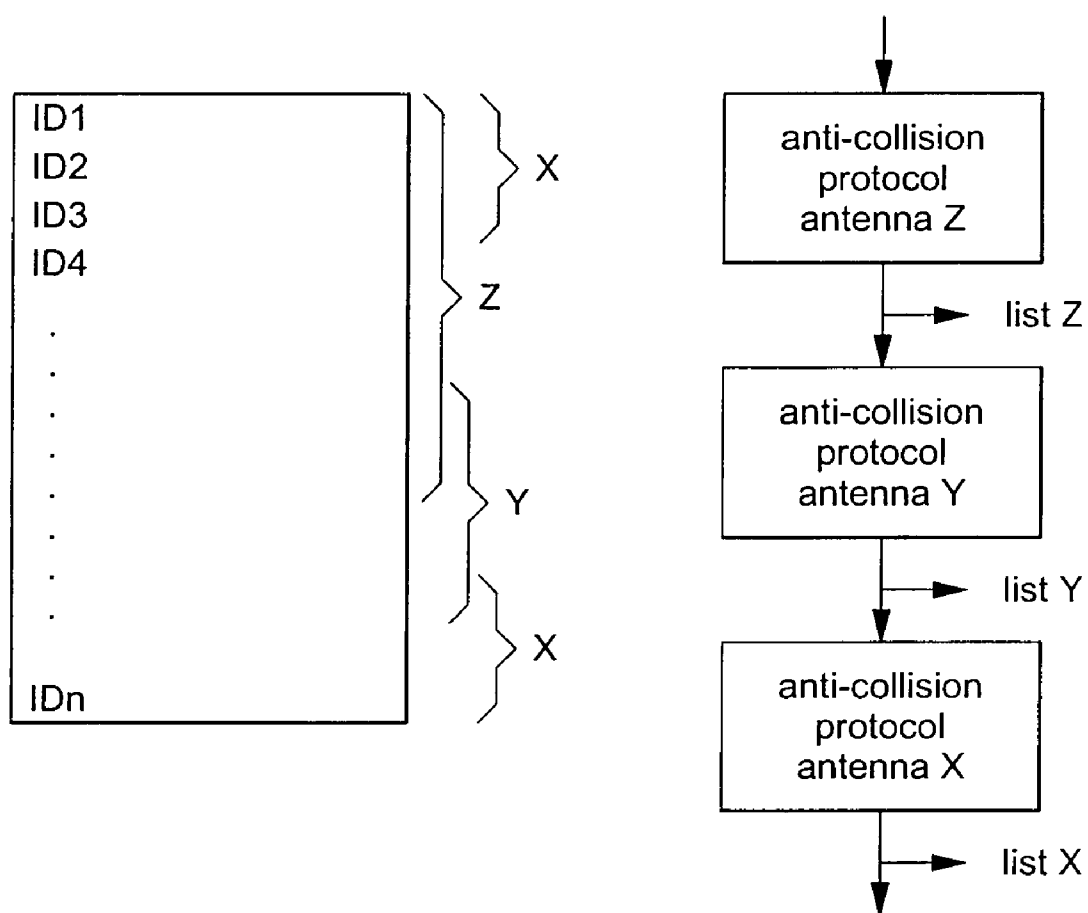 ID1
ID2
ID3
ID4
.
.
.
.
.
.
.
.
IDn
X
Z
Y
X
anti-collision
protocol
antenna Z
list Z
anti-collision
protocol
antenna Y
list Y
anti-collision
protocol
antenna X
list X